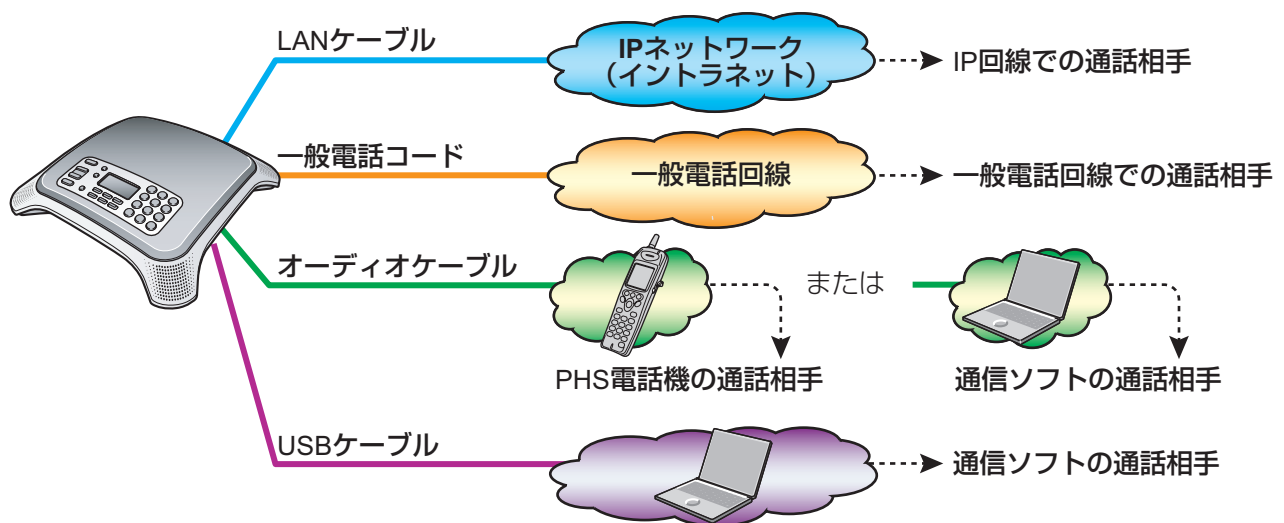 LANケーブル
IPネットワーク
（イントラネット）
IP回線での通話相手
一般電話コード
一般電話回線
一般電話回線での通話相手
オーディオケーブル
または
PHS電話機の通話相手
通信ソフトの通話相手
USBケーブル
通信ソフトの通話相手